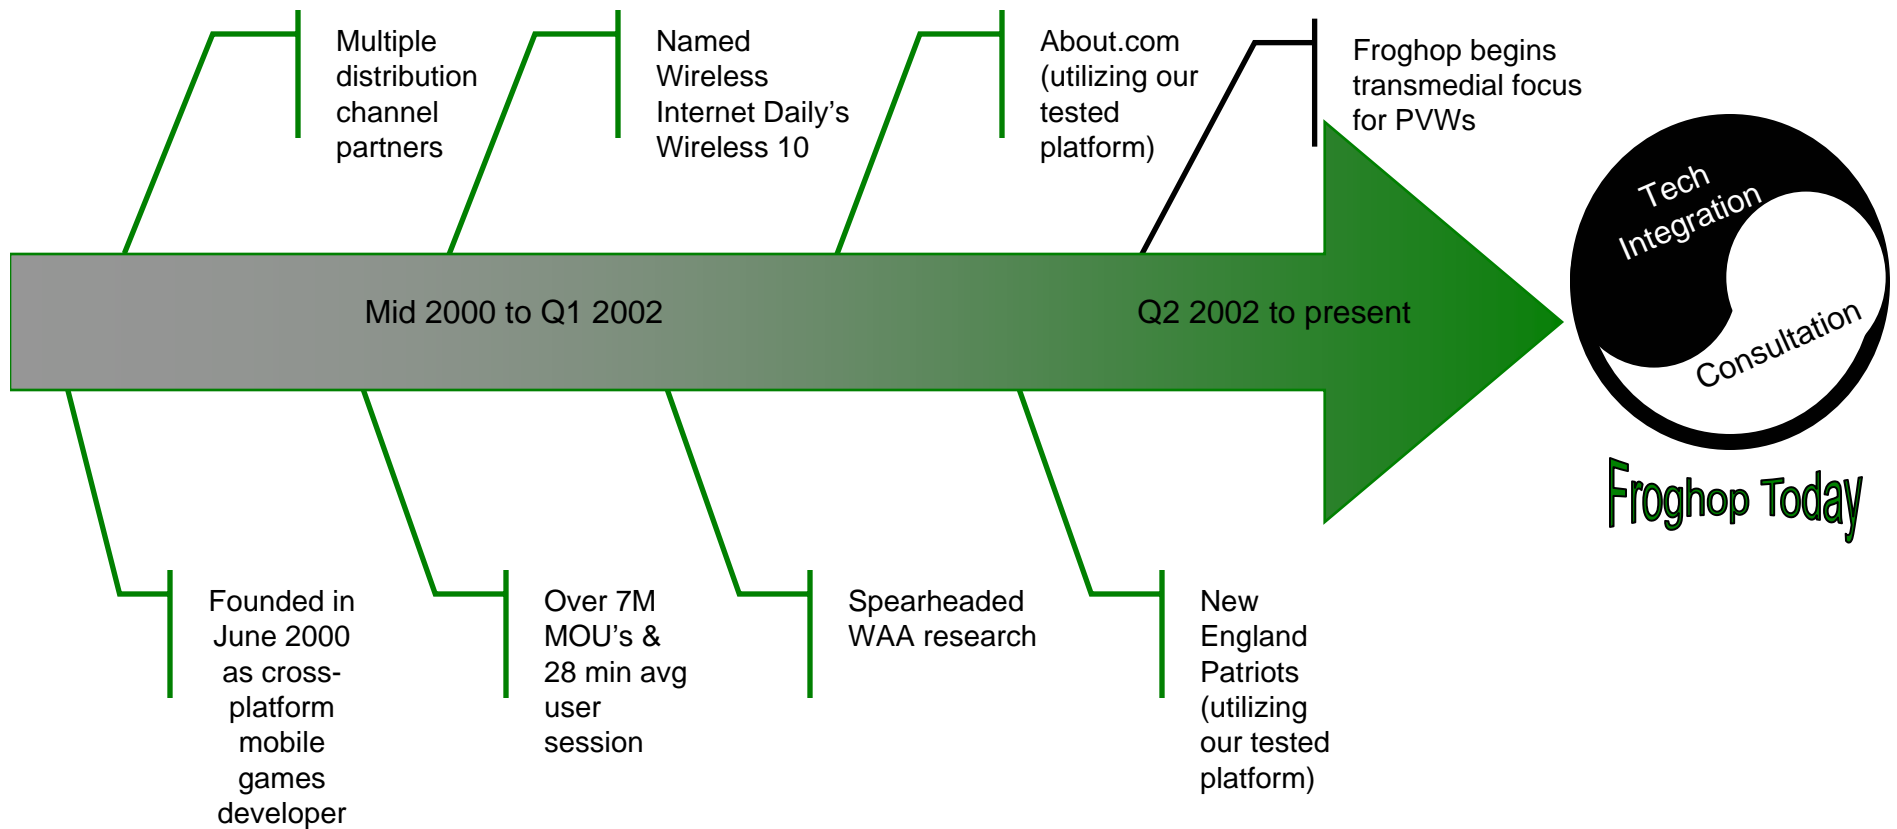 Multiple
distribution
channel
partners
Named
Wireless
Internet Daily’s
Wireless 10
About.com
(utilizing our
tested
platform)
Froghop begins
transmedial focus
for PVWs
Tech
Integration
Consultation
Mid 2000 to Q1 2002
Q2 2002 to present
Froghop Today
Founded in
June 2000
as cross-
platform
mobile
games
developer
Over 7M
MOU’s &
28 min avg
user
session
Spearheaded
WAA research
New
England
Patriots
(utilizing
our tested
platform)